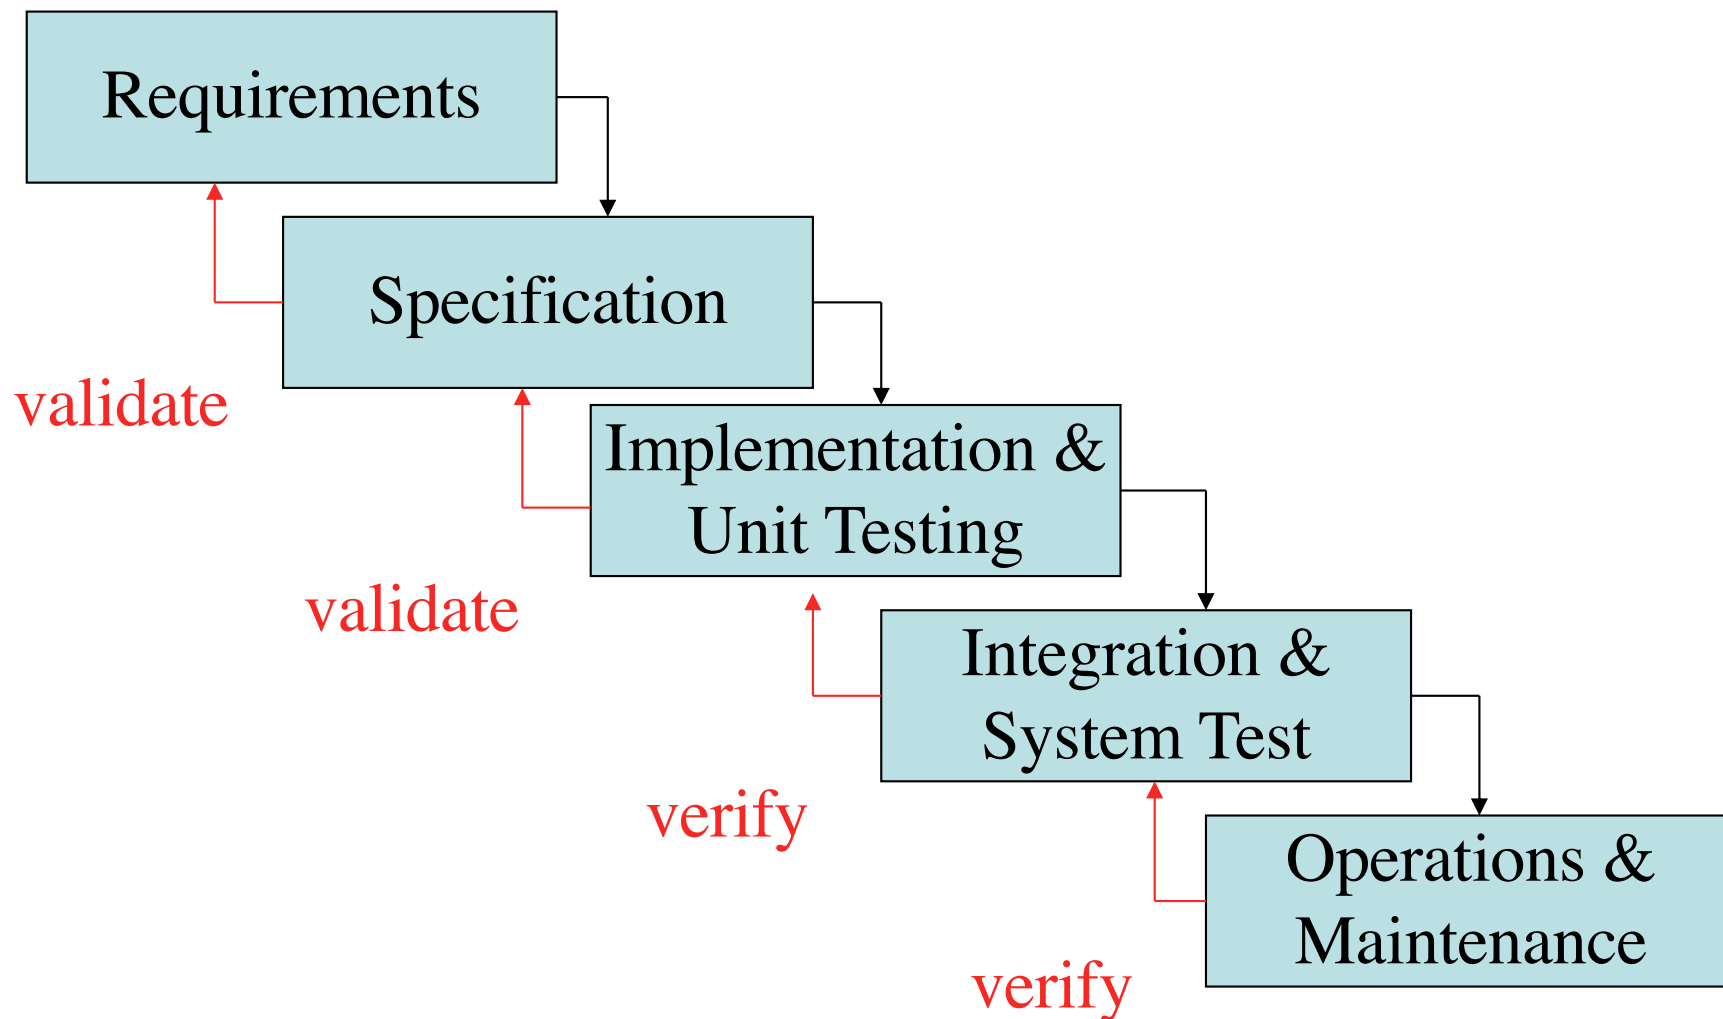 Requirements
Specification
validate
Implementation &
Unit Testing
validate
Integration &
System Test
verify
Operations &
Maintenance
verify